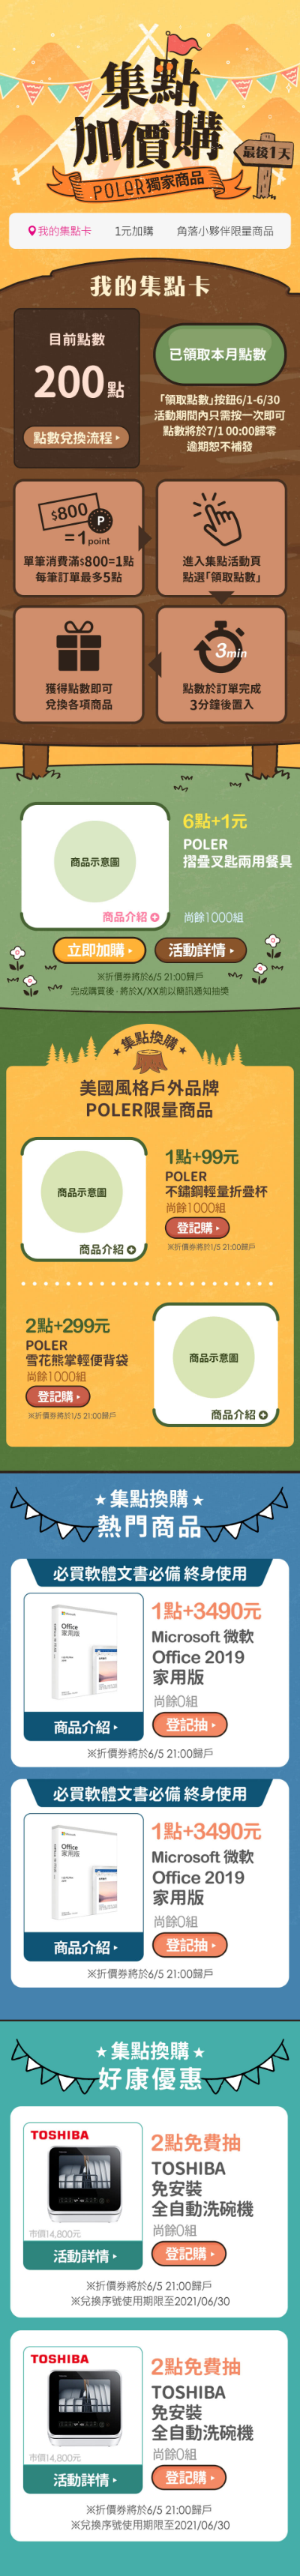 集點
加價購
最後1天
POLER獨家商品
我的集點卡
1元加購
角落小夥伴限量商品
我的集點卡
目前點數
200點
點數兌換流程
已領取本月點數
「領取點數」按鈕6/1-6/30
活動期間內只需按一次即可
點數將於7/1 00:00歸零
逾期恕不補發
$800
P
=1point
單筆消費滿$800=1點
每筆訂單最多5點
進入集點活動頁
點選「領取點數」
獲得點數即可
兌換各項商品
3min
點數於訂單完成
3分鐘後置入
商品示意圖
商品介紹
6點+1元
POLER
摺疊叉匙兩用餐具
尚餘1000組
立即加購
活動詳情
※折價券將於6/5 21:00歸戶
完成購買後，將於X/XX前以簡訊通知抽獎
集點換購
美國風格戶外品牌
POLER限量商品
商品示意圖
商品介紹
1點+99元
POLER
不鏽鋼輕量折疊杯
尚餘1000組
登記購
※折價券將於1/5 21:00歸戶
2點+299元
POLER
雪花熊掌輕便背袋
尚餘1000組
登記購
※折價券將於1/5 21:00歸戶
商品示意圖
商品介紹
集點換購
熱門商品
必買軟體文書必備 終身使用
Microsoft
Office
家用版
商品介紹
1點+3490元
Microsoft 微軟
Office 2019
家用版
尚餘0組
登記抽
※折價券將於6/5 21:00歸戶
必買軟體文書必備 終身使用
Microsoft
Office
家用版
商品介紹
1點+3490元
Microsoft 微軟
Office 2019
家用版
尚餘0組
登記抽
※折價券將於6/5 21:00歸戶
集點換購
好康優惠
TOSHIBA
市價14,800元
活動詳情
2點免費抽
TOSHIBA
免安裝
全自動洗碗機
尚餘0組
登記購
※折價券將於6/5 21:00歸戶
※兌換序號使用期限至2021/06/30
TOSHIBA
市價14,800元
活動詳情
2點免費抽
TOSHIBA
免安裝
全自動洗碗機
尚餘0組
登記購
※折價券將於6/5 21:00歸戶
※兌換序號使用期限至2021/06/30